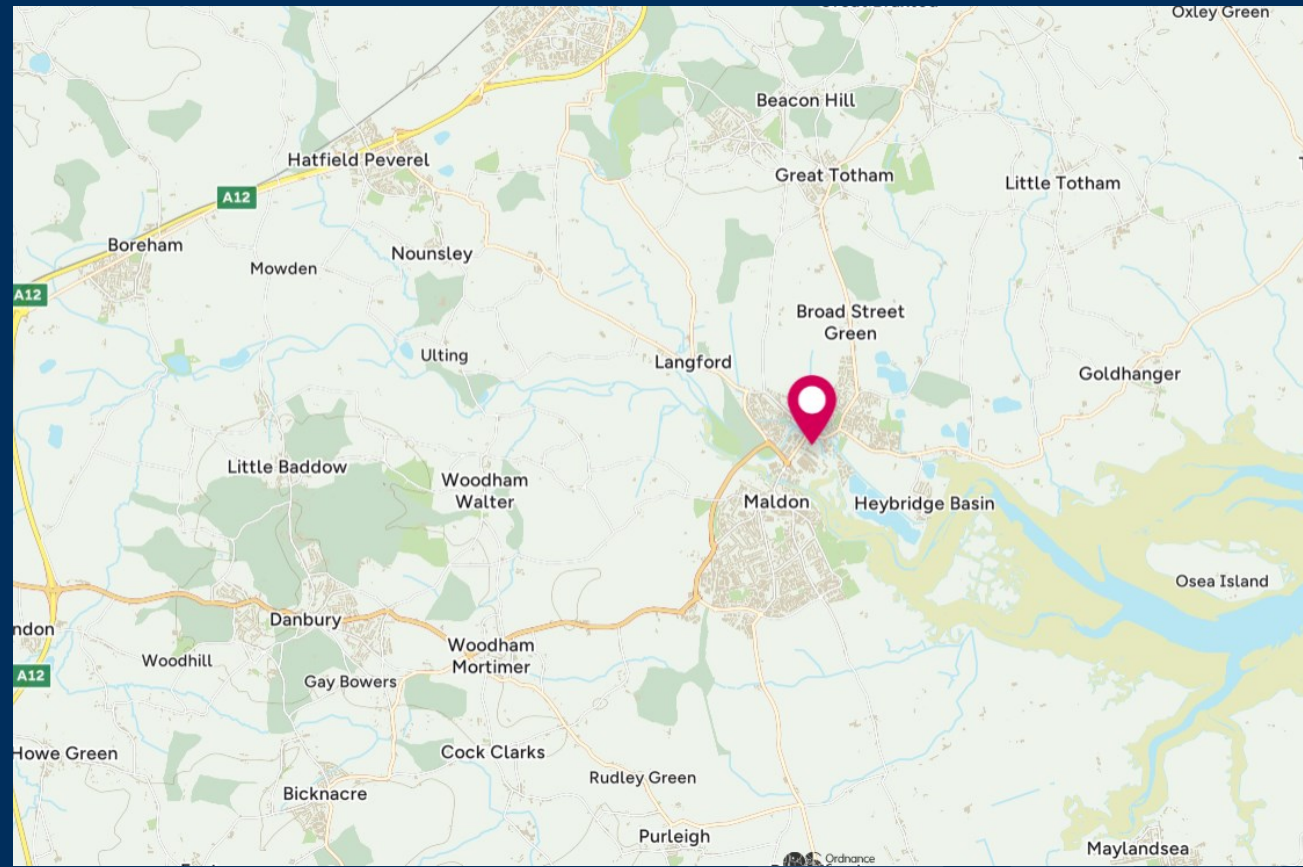 Oxley Green
Beacon Hill
Hatfield Peverel
Great Totham
Little Totham
A12
Boreham
Nounsley
Mowden
A12
Broad Street
Green
Ulting
Langford
Goldhanger
Little Baddow
Woodham
Walter
Maldon
Heybridge Basin
Osea Island
Danbury
ndon
Woodham
Mortimer
Woodhill
A12
Gay Bowers
Howe Green
Cock Clarks
Rudley Green
Bicknacre
Purleigh
Maylandsea
Ordnance